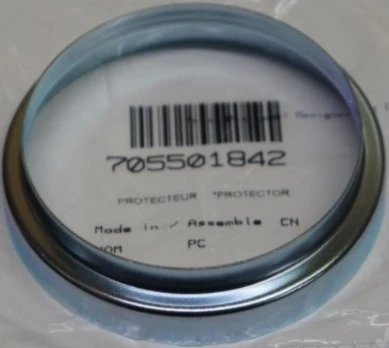 705501842
PROTECTEUR *PROTECTOR
Made in / Assemble CN
PC